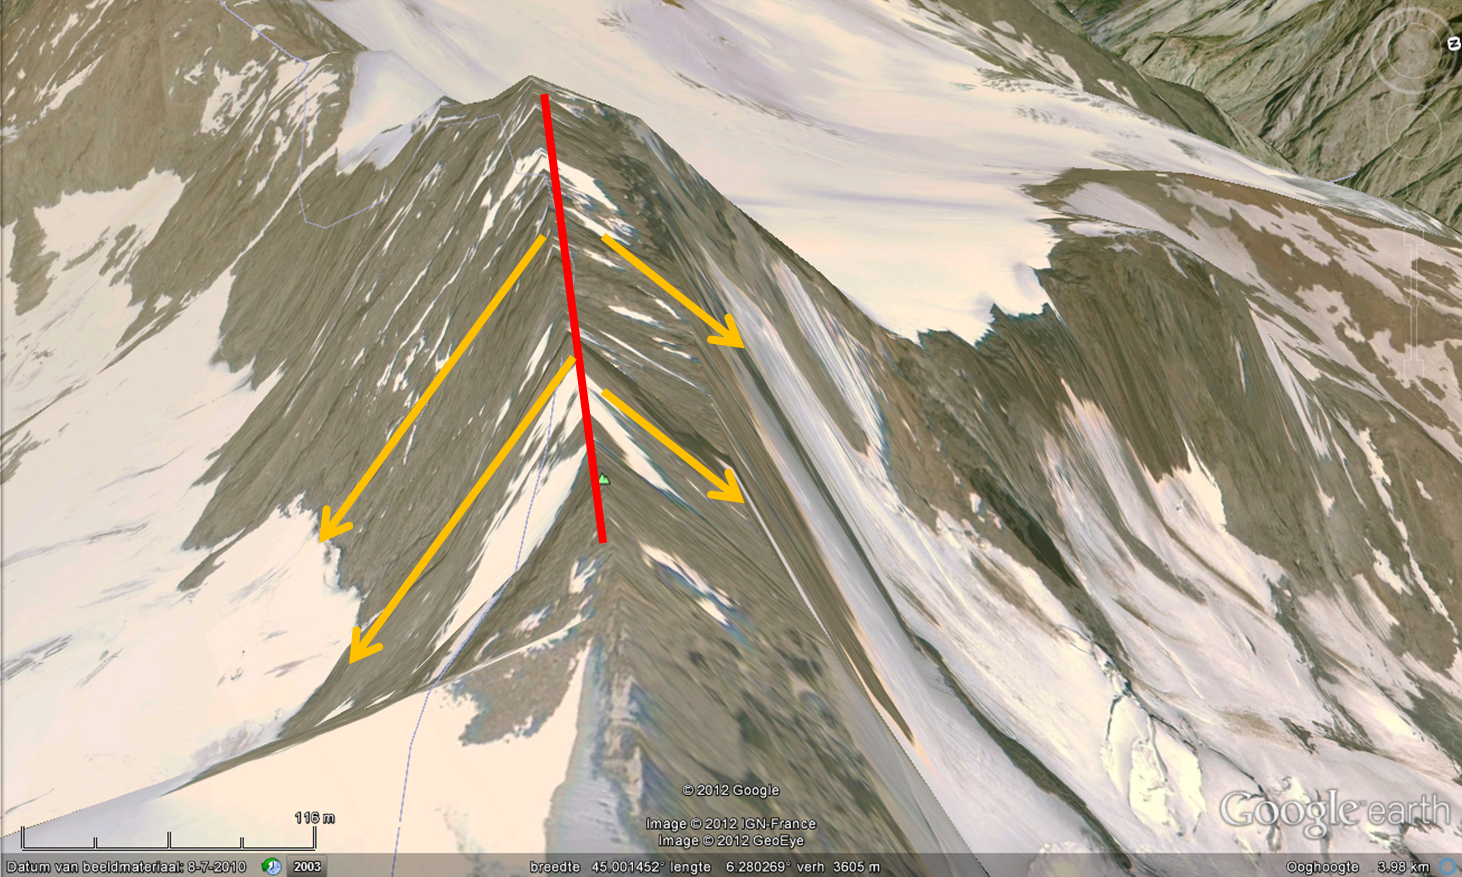 N
116 m
© 2012 Google
Image © 2012 IGN-France
Image © 2012 GeoEye
Google earth
Datum van beeldmateriaal: 8-7-2010 2003 breedte 45.001452° lengte 6.280269° verh 3605 m Ooghoogte 3.98 km